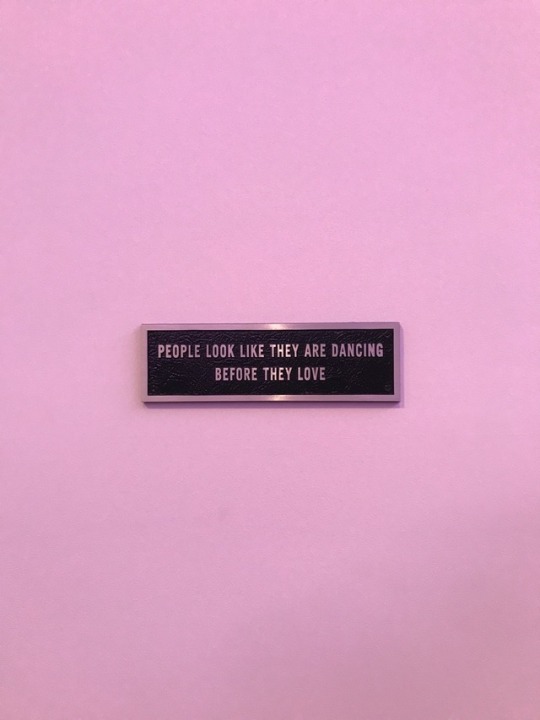 PEOPLE LOOK LIKE THEY ARE DANCING
BEFORE THEY LOVE